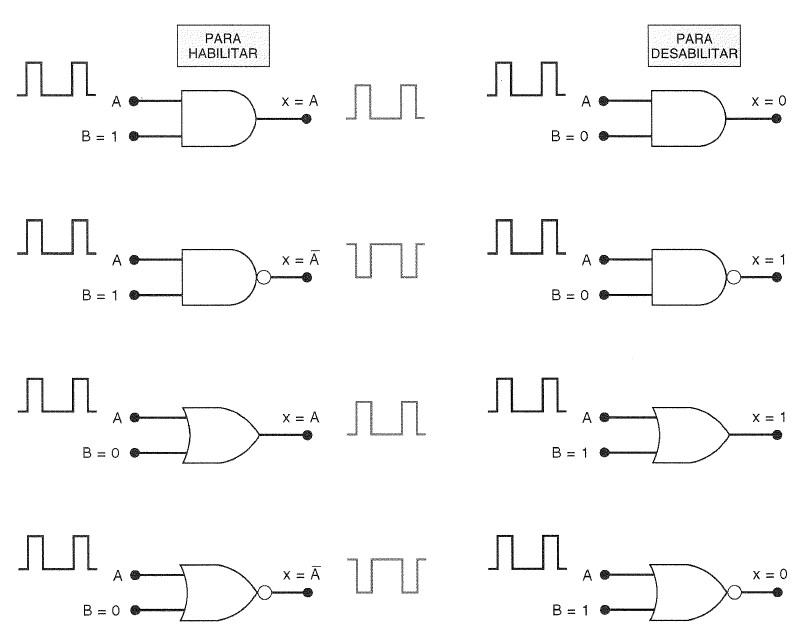 PARA
HABILITAR
PARA
DESABILITAR
A
x = A
B = 1
A
x = 0
B = 0
A
x = A̅
B = 1
A
x = 1
B = 0
A
x = A
B = 0
A
x = 1
B = 1
A
x = A̅
B = 0
A
x = 0
B = 1